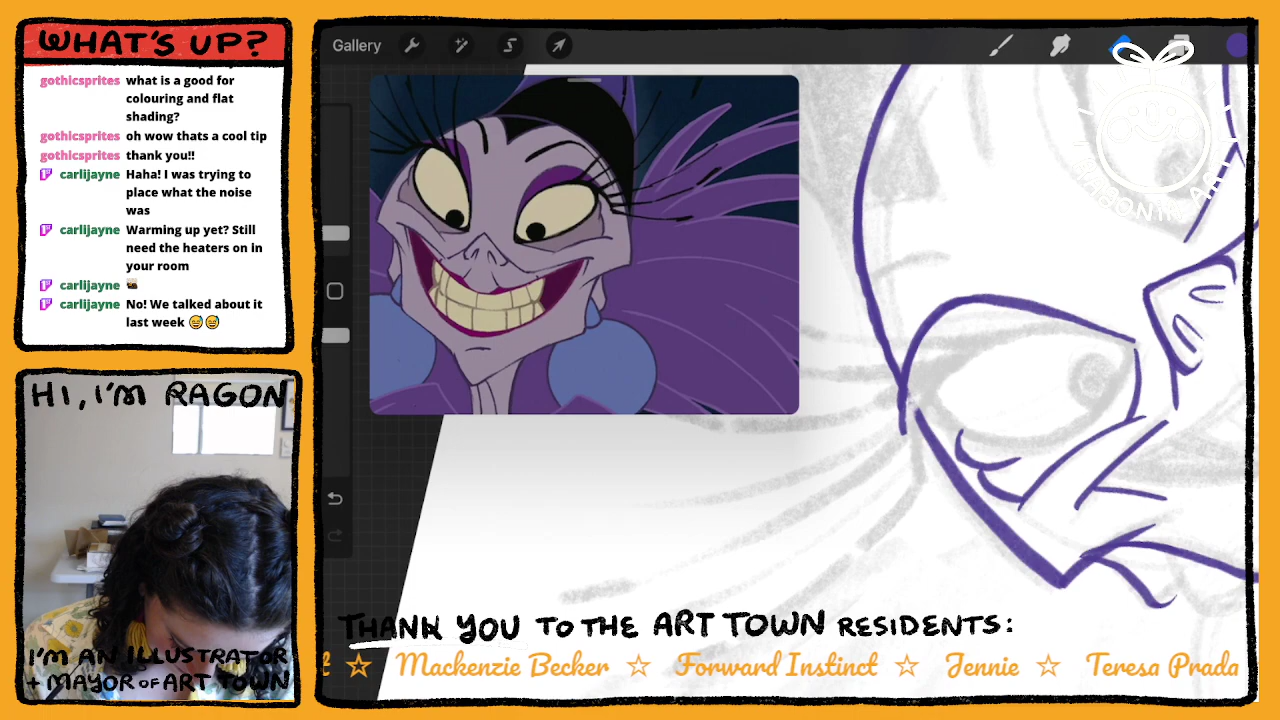 WHAT'S UP?
gothicsprites what is a good for
colouring and flat
shading?
gothicsprites oh wow thats a cool tip
gothicsprites thank you!!
carlijayne Haha! I was trying to
place what the noise
was
carlijayne Warming up yet? Still
need the heaters on in
your room
carlijayne
carlijayne No! We talked about it
last week 😅😅
HI, I'M RAGON
I'M AN ILLUSTRATOR
+ MAYOR OF ART TOWN
Gallery
THANK YOU TO THE ART TOWN RESIDENTS:
☆ Mackenzie Becker ☆ Forward Instinct ☆ Jennie ☆ Teresa Prada